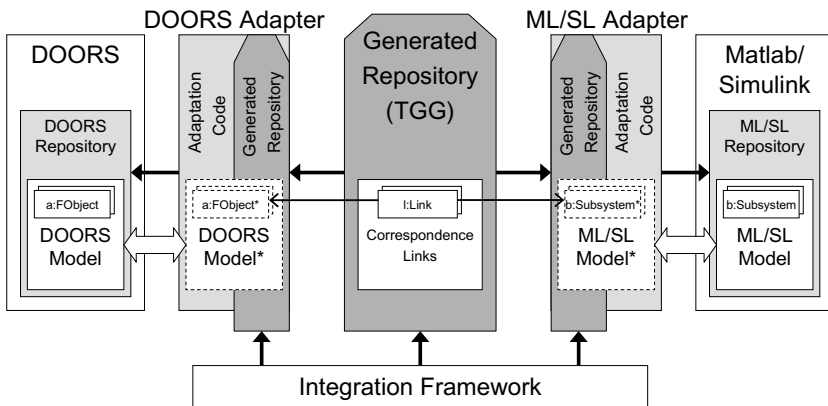 DOORS Adapter
ML/SL Adapter
DOORS
Generated
Repository
(TGG)
Matlab/
Simulink
DOORS
Repository
Adaptation
Code
Generated
Repository
Generated
Repository
Adaptation
Code
ML/SL
Repository
a:FObject
DOORS
Model
a:FObject*
DOORS
Model*
l:Link
Correspondence
Links
b:Subsystem*
ML/SL
Model*
b:Subsystem
ML/SL
Model
Integration Framework